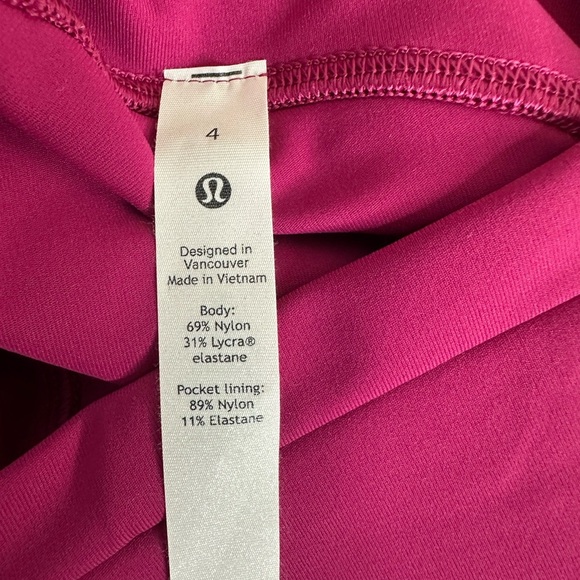 4
Designed in
Vancouver
Made in Vietnam
Body:
69% Nylon
31% Lycra®
elastane
Pocket lining:
89% Nylon
11% Elastane